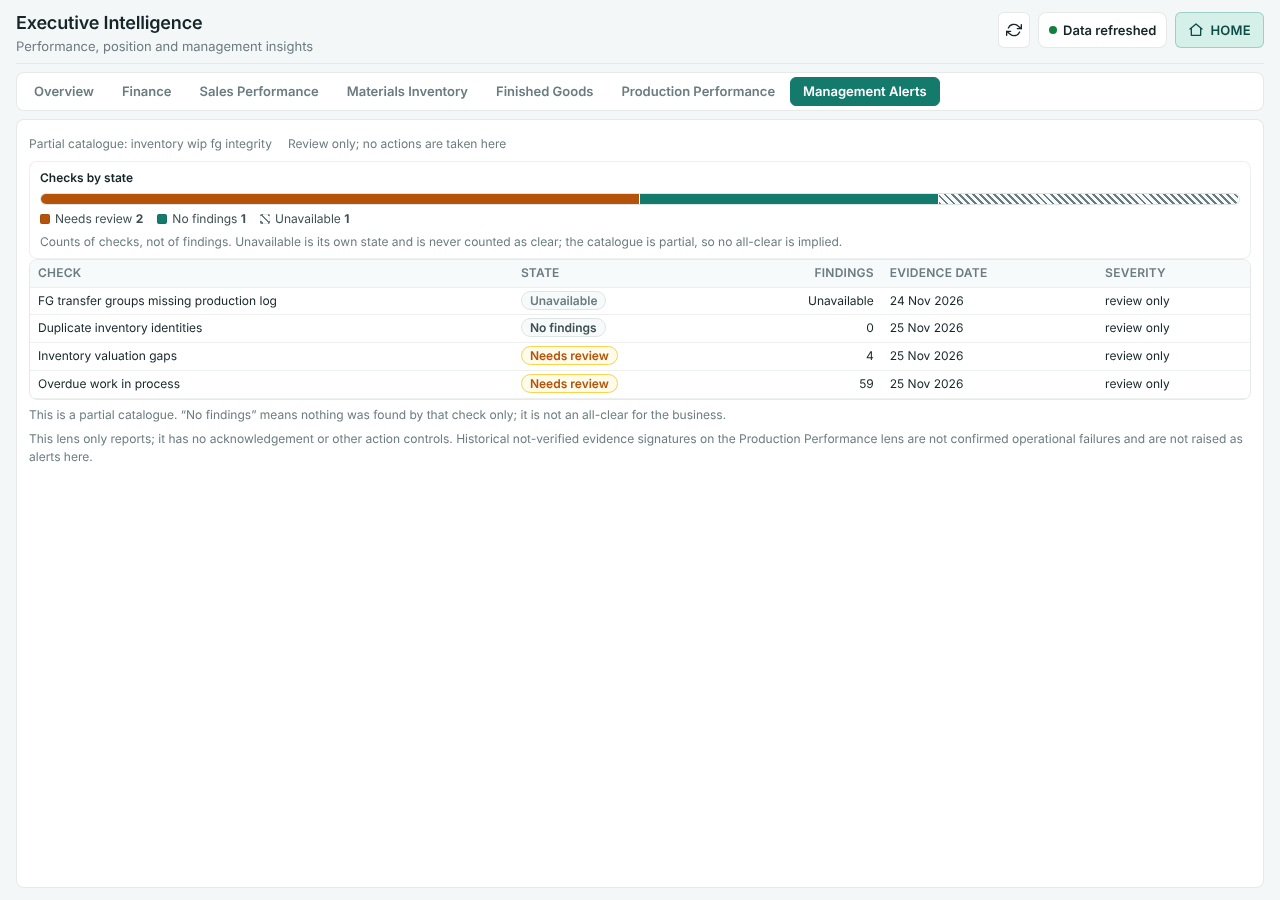 Executive Intelligence
Performance, position and management insights
Data refreshed
HOME
Overview Finance Sales Performance Materials Inventory Finished Goods Production Performance Management Alerts
Partial catalogue: inventory wip fg integrity Review only; no actions are taken here
Checks by state
Needs review 2 No findings 1 Unavailable 1
Counts of checks, not of findings. Unavailable is its own state and is never counted as clear; the catalogue is partial, so no all-clear is implied.
CHECK STATE FINDINGS EVIDENCE DATE SEVERITY
FG transfer groups missing production log Unavailable Unavailable 24 Nov 2026 review only
Duplicate inventory identities No findings 0 25 Nov 2026 review only
Inventory valuation gaps Needs review 4 25 Nov 2026 review only
Overdue work in process Needs review 59 25 Nov 2026 review only
This is a partial catalogue. “No findings” means nothing was found by that check only; it is not an all-clear for the business.
This lens only reports; it has no acknowledgement or other action controls. Historical not-verified evidence signatures on the Production Performance lens are not confirmed operational failures and are not raised as
alerts here.